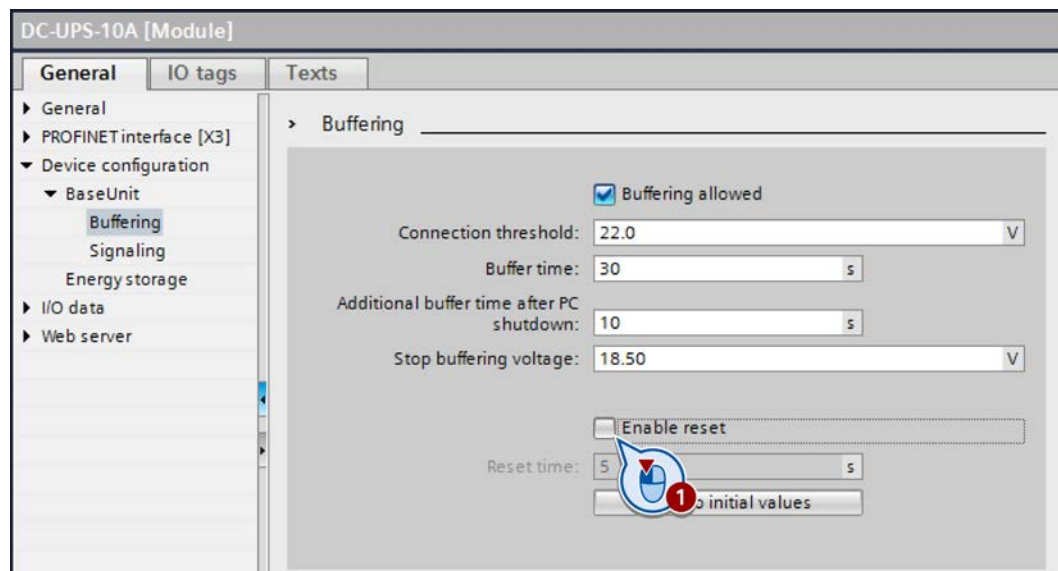 DC-UPS-10A [Module]
General IO tags Texts
General
PROFINET interface [X3]
Device configuration
BaseUnit
Buffering
Signaling
Energy storage
I/O data
Web server
Buffering
Buffering allowed
Connection threshold: 22.0 V
Buffer time: 30 s
Additional buffer time after PC
shutdown: 10 s
Stop buffering voltage: 18.50 V
Enable reset
Reset time: 5 s
1
initial values